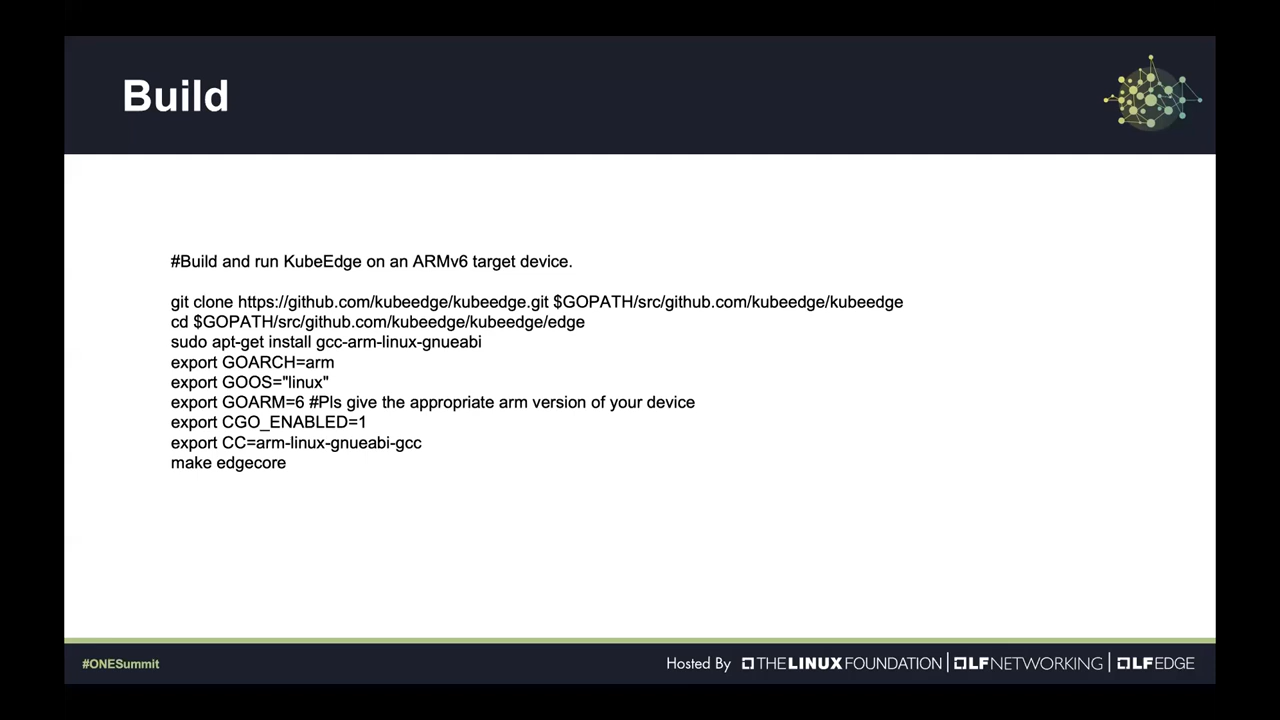 Build
#Build and run KubeEdge on an ARMv6 target device.
git clone https://github.com/kubeedge/kubeedge.git $GOPATH/src/github.com/kubeedge/kubeedge
cd $GOPATH/src/github.com/kubeedge/kubeedge/edge
sudo apt-get install gcc-arm-linux-gnueabi
export GOARCH=arm
export GOOS="linux"
export GOARM=6 #Pls give the appropriate arm version of your device
export CGO_ENABLED=1
export CC=arm-linux-gnueabi-gcc
make edgecore
#ONESummit
Hosted By THE LINUX FOUNDATION | LF NETWORKING | LF EDGE